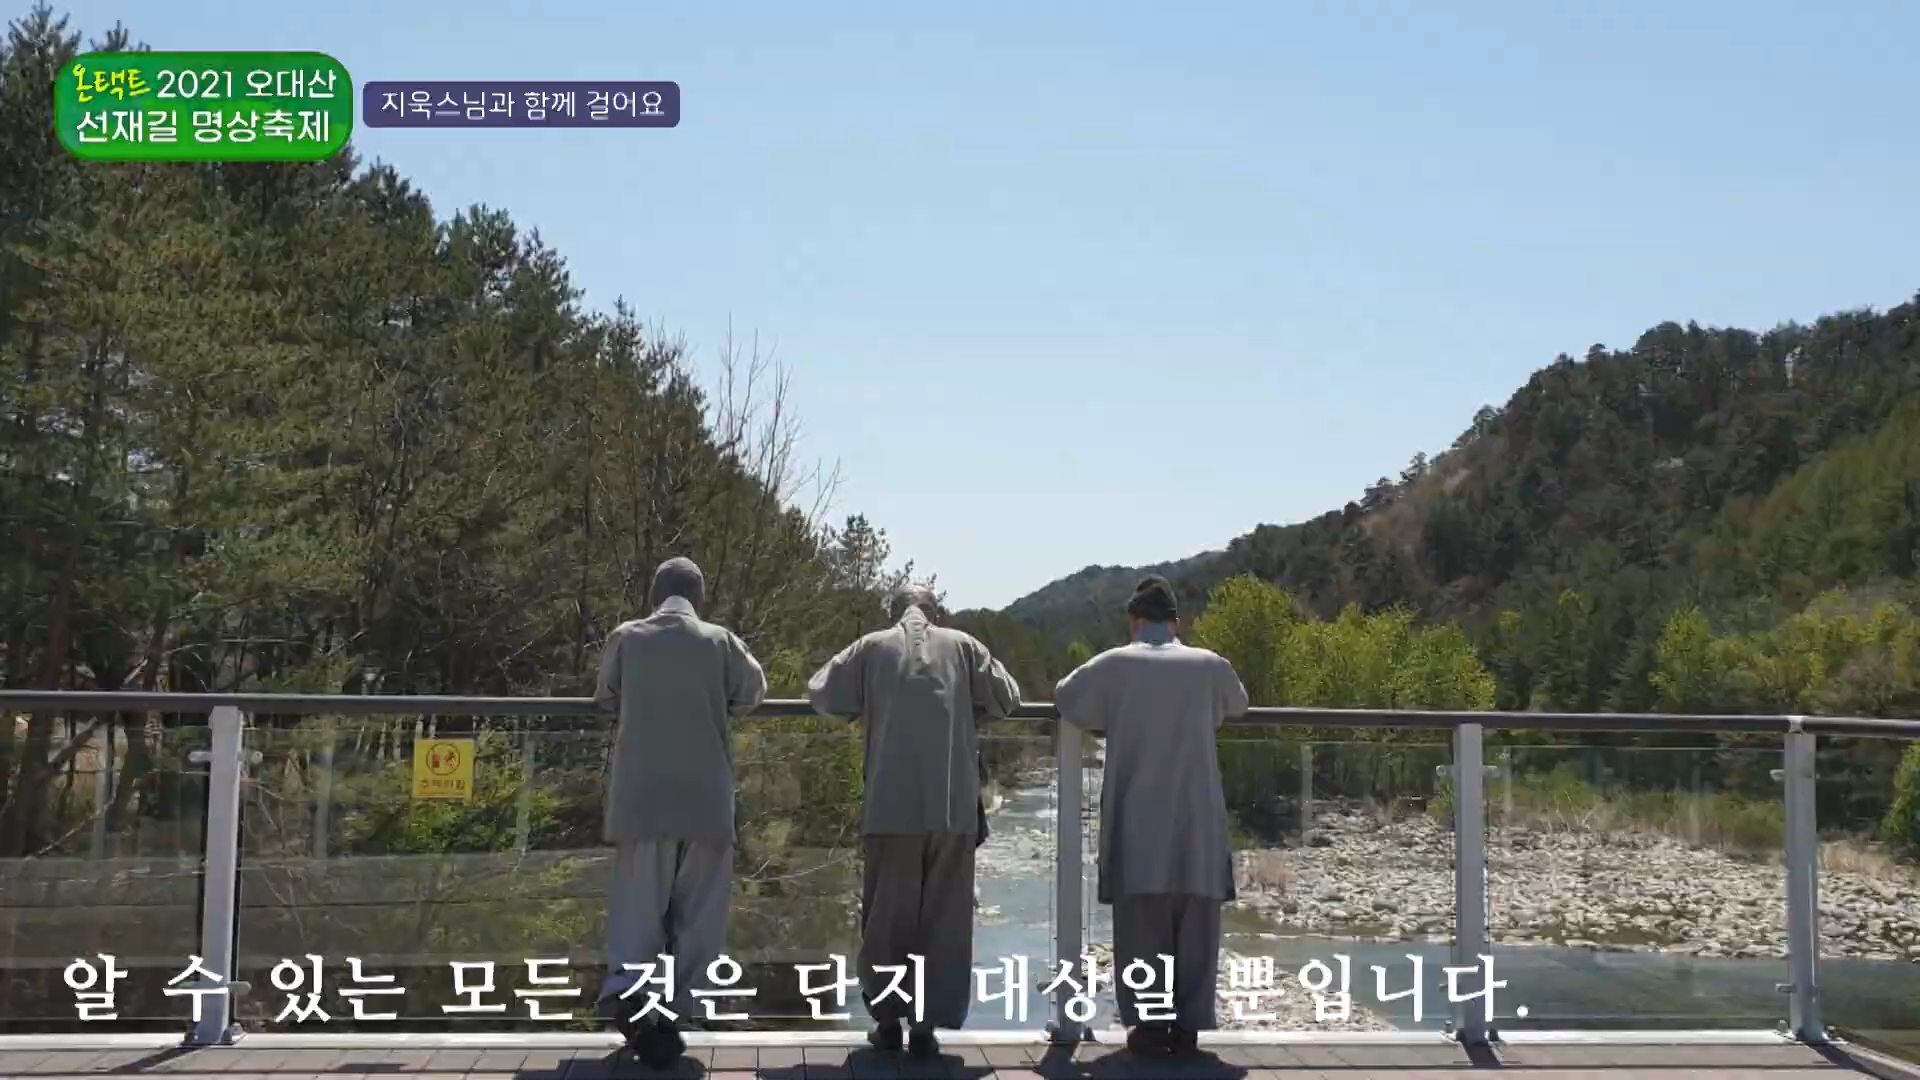 온택트 2021 오대산
선재길 명상축제
지욱스님과 함께 걸어요
알 수 있는 모든 것은 단지 대상일 뿐입니다.